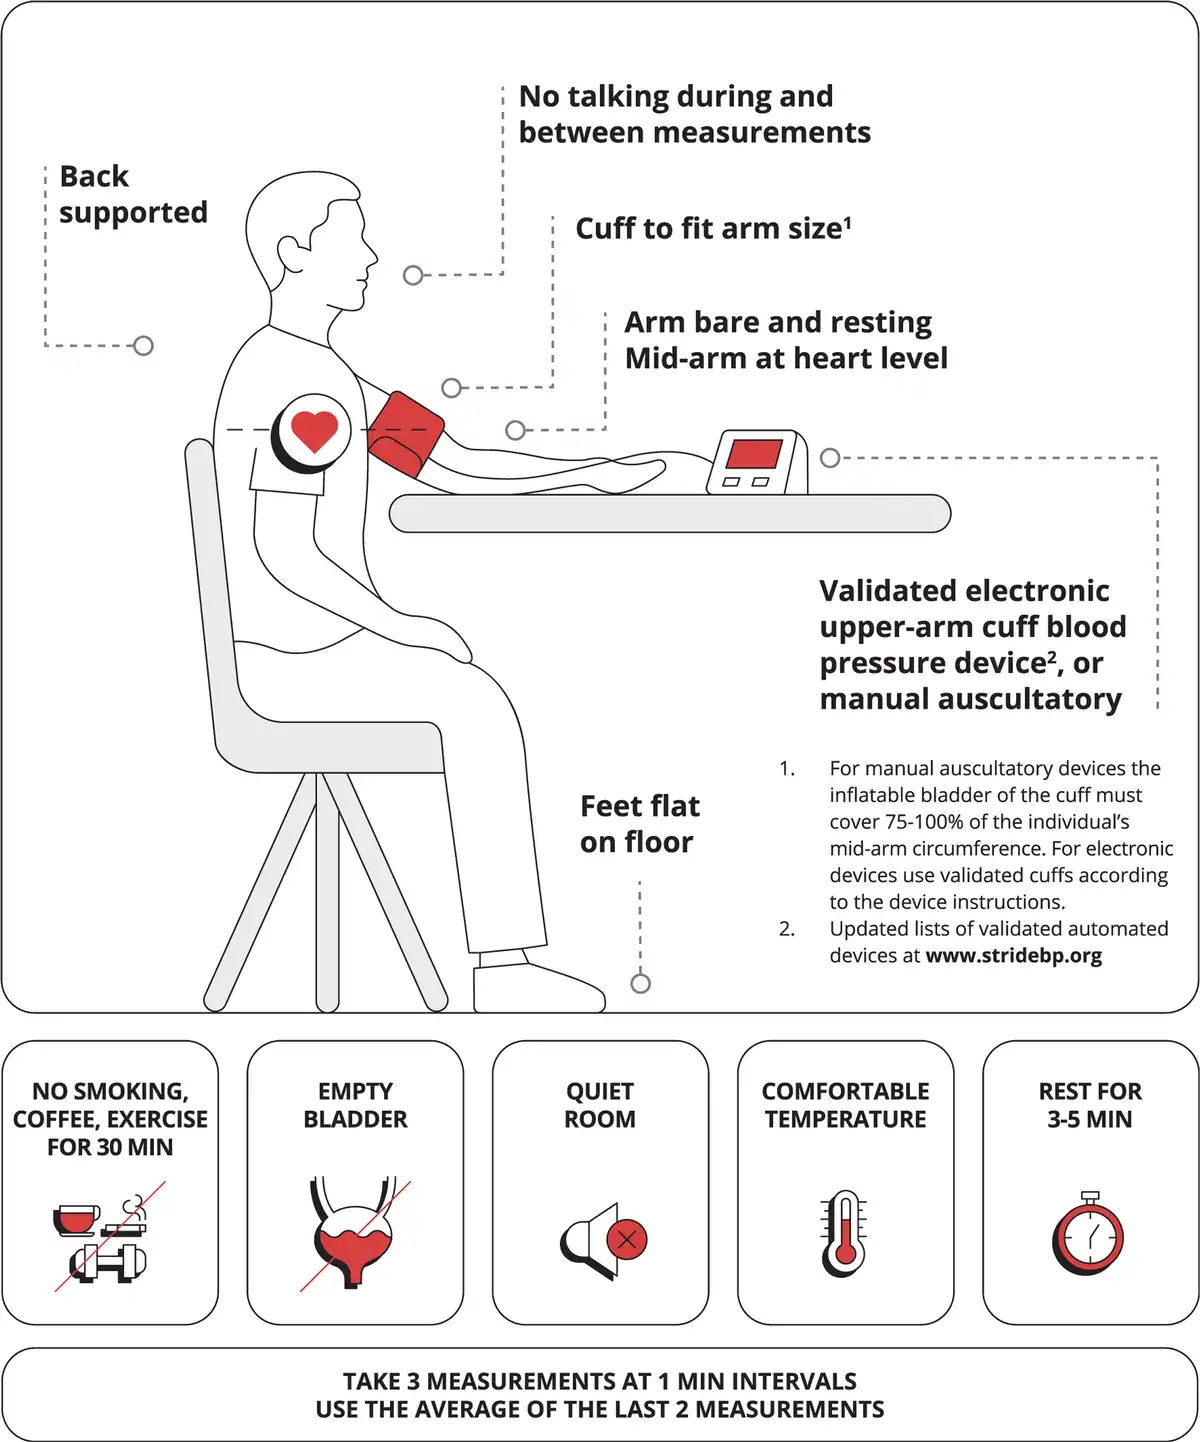 No talking during and
between measurements
Back
supported
Cuff to fit arm size¹
Arm bare and resting
Mid-arm at heart level
Validated electronic
upper-arm cuff blood
pressure device², or
manual auscultatory
1. For manual auscultatory devices the
inflatable bladder of the cuff must
cover 75-100% of the individual’s
mid-arm circumference. For electronic
devices use validated cuffs according
to the device instructions.
2. Updated lists of validated automated
devices at www.stridebp.org
Feet flat
on floor
NO SMOKING,
COFFEE, EXERCISE
FOR 30 MIN
EMPTY
BLADDER
QUIET
ROOM
COMFORTABLE
TEMPERATURE
REST FOR
3-5 MIN
TAKE 3 MEASUREMENTS AT 1 MIN INTERVALS
USE THE AVERAGE OF THE LAST 2 MEASUREMENTS